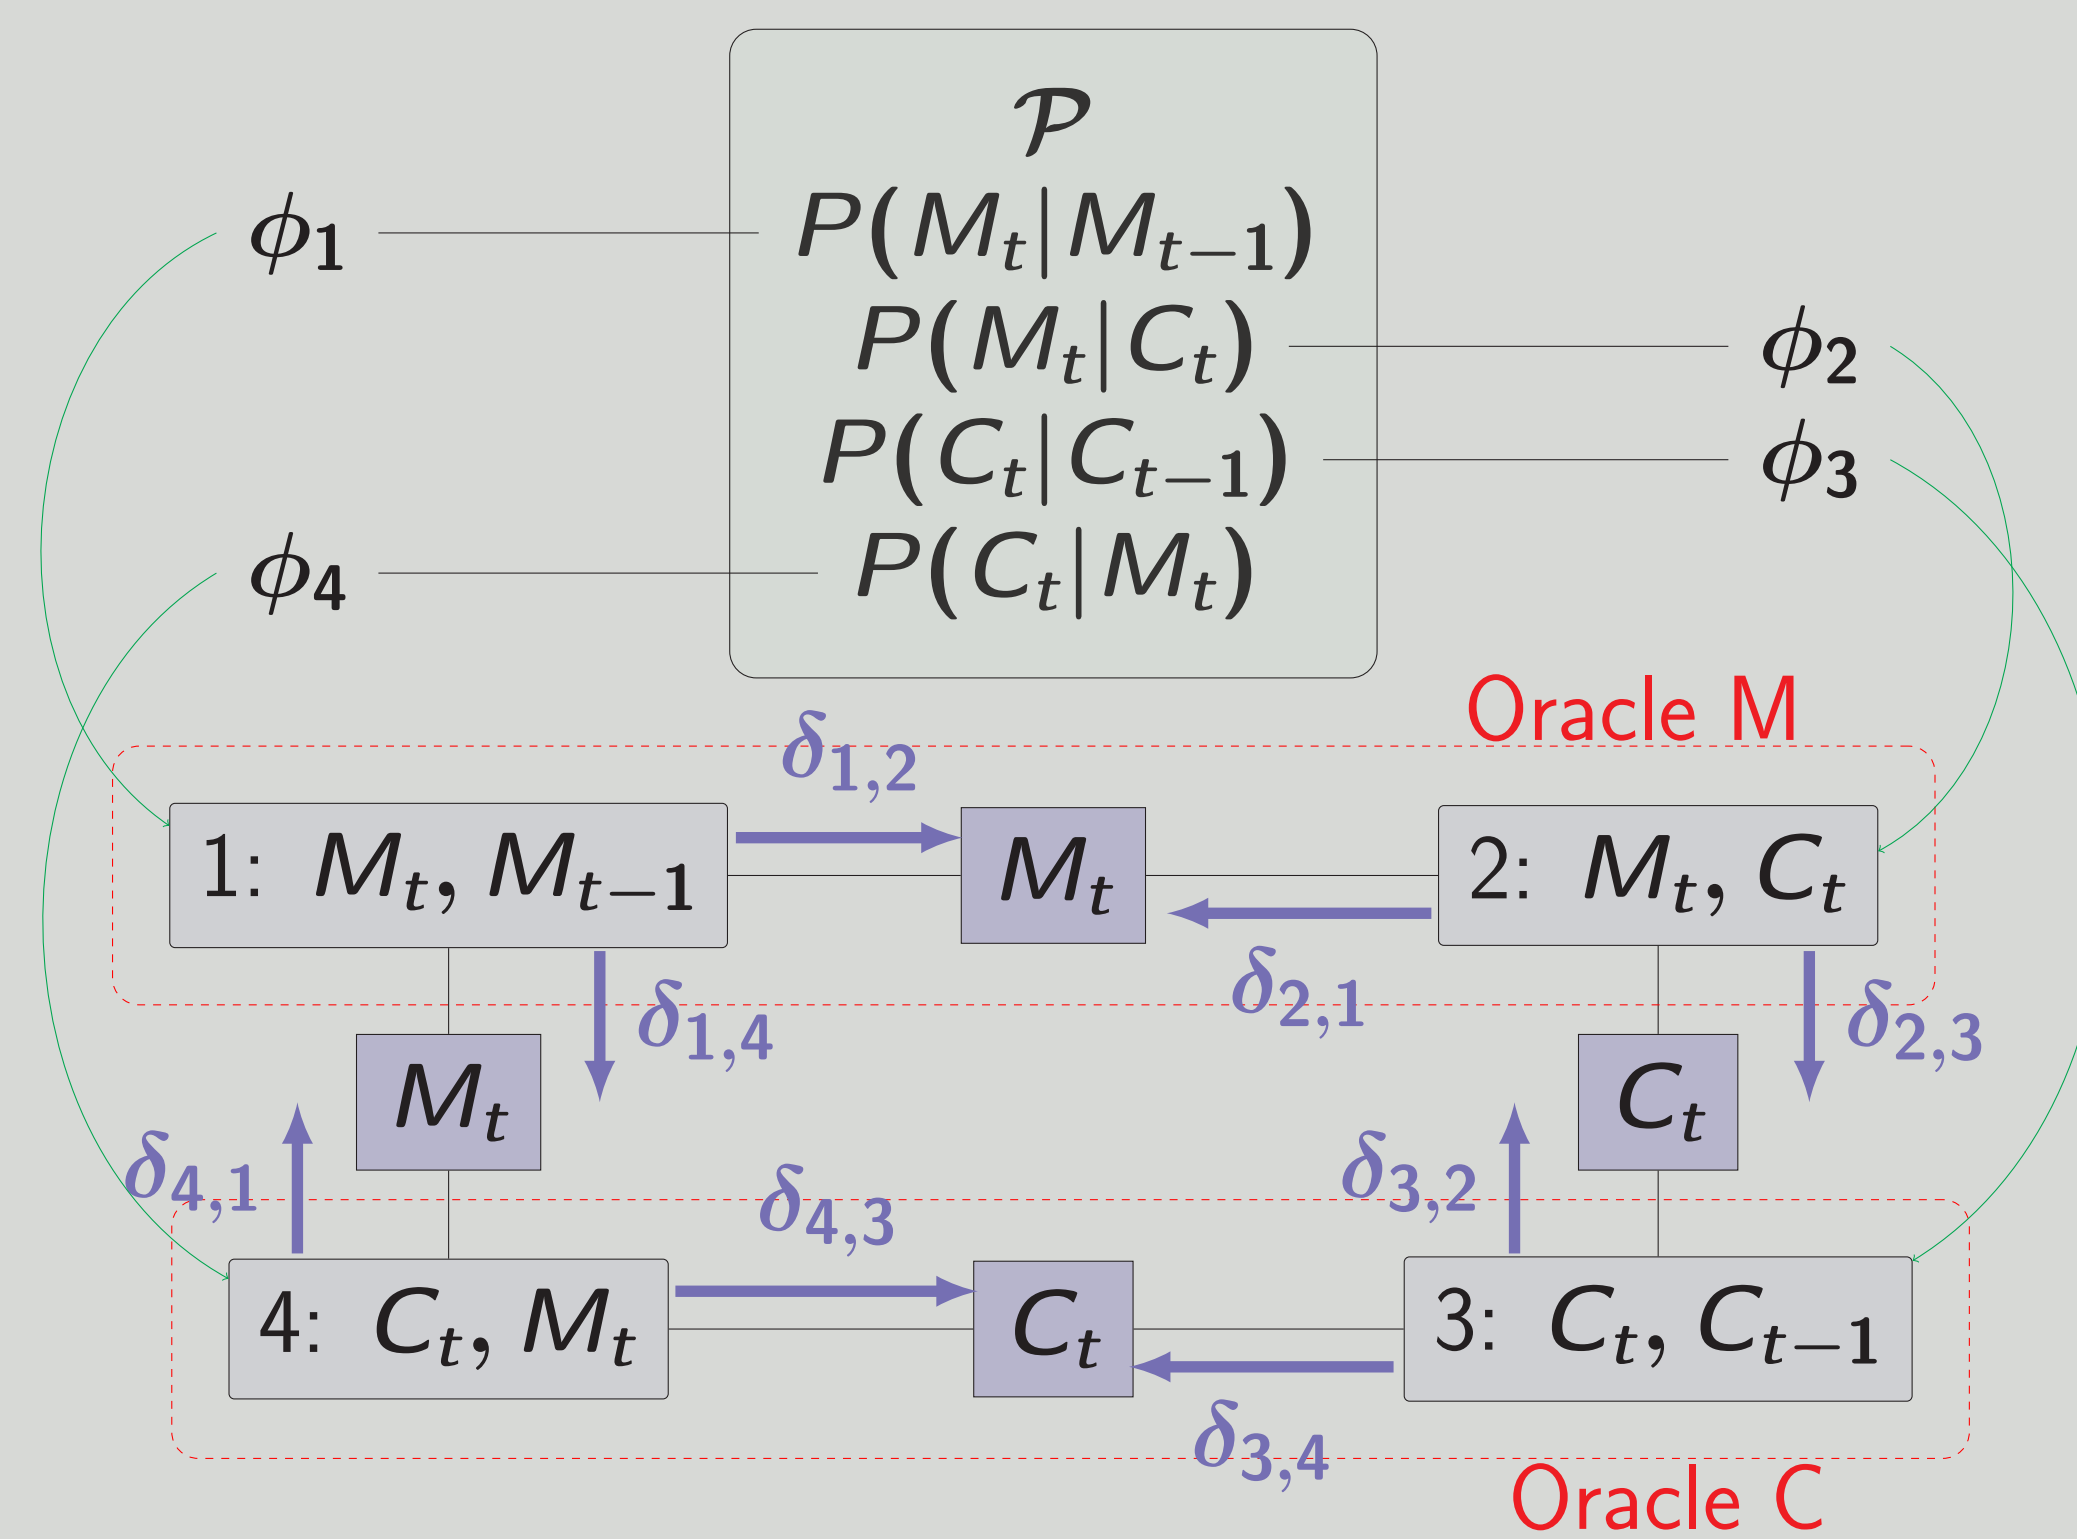 𝒫
ϕ₁ P(Mₜ|Mₜ₋₁)
P(Mₜ|Cₜ) ϕ₂
P(Cₜ|Cₜ₋₁) ϕ₃
ϕ₄ P(Cₜ|Mₜ)
Oracle M
δ₁,₂
1: Mₜ, Mₜ₋₁
Mₜ
2: Mₜ, Cₜ
δ₂,₁
δ₁,₄
δ₂,₃
Mₜ
Cₜ
δ₄,₁
δ₄,₃
δ₃,₂
4: Cₜ, Mₜ
Cₜ
3: Cₜ, Cₜ₋₁
δ₃,₄
Oracle C